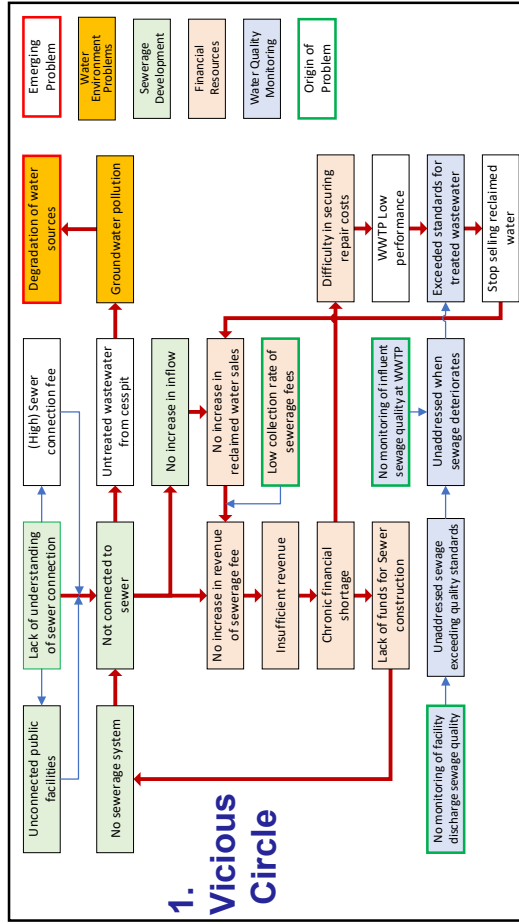 1.
Vicious
Circle
Unconnected public
facilities
Lack of understanding
of sewer connection
(High) Sewer
connection fee
Degradation of water
sources
No sewerage system
Not connected to
sewer
Untreated wastewater
from cess pit
Groundwater pollution
No increase in inflow
No increase in revenue
of sewerage fee
No increase in
reclaimed water sales
Insufficient revenue
Low collection rate of
sewerage fees
Chronic financial
shortage
Difficulty in securing
repair costs
Lack of funds for Sewer
construction
WWTP Low
performance
No monitoring of influent
sewage quality at WWTP
No monitoring of facility
discharge sewage quality
Unaddressed sewage
exceeding quality standards
Unaddressed when
sewage deteriorates
Exceeded standards for
treated wastewater
Stop selling reclaimed
water
Emerging
Problem
Water
Environment
Problems
Sewerage
Development
Financial
Resources
Water Quality
Monitoring
Origin of
Problem